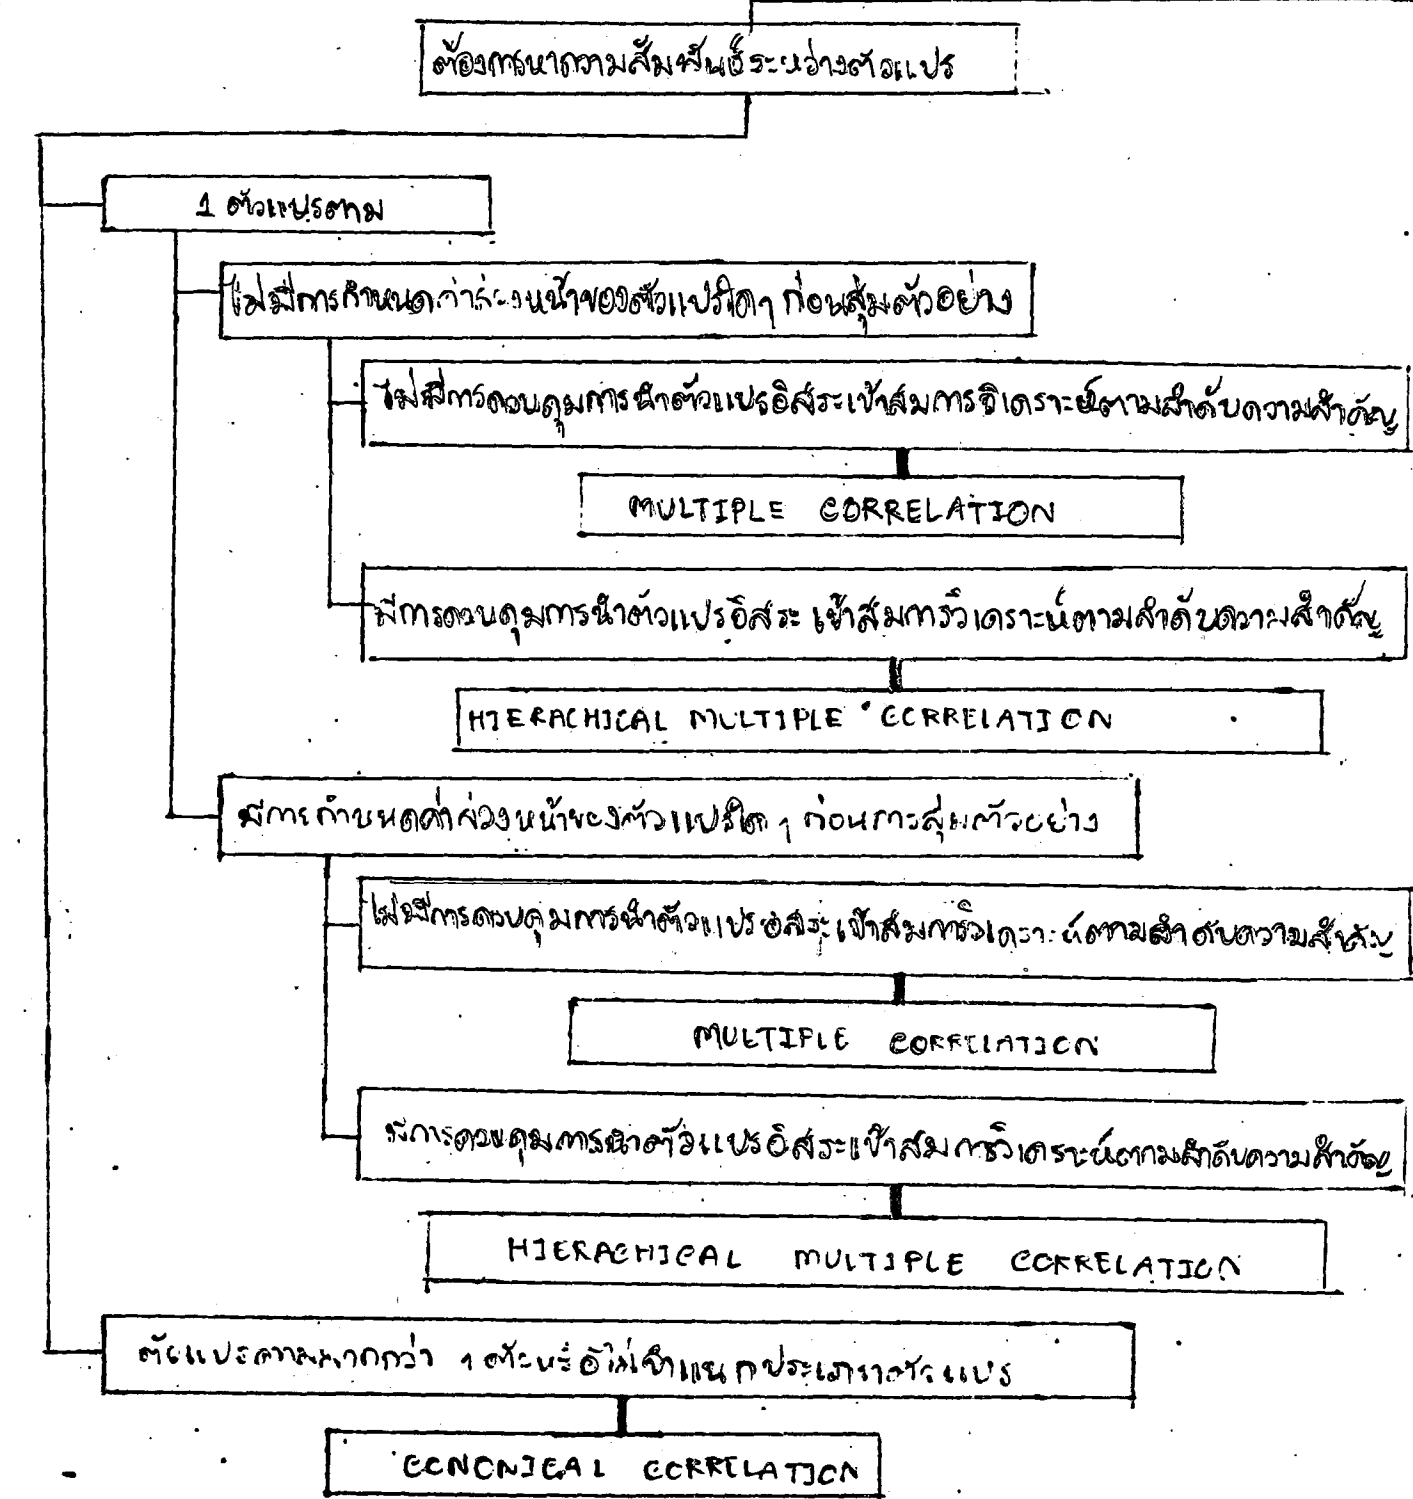 ต้องการหาความสัมพันธ์ระหว่างตัวแปร
1 ตัวแปรตาม
ไม่มีการกำหนดค่าล่วงหน้าของตัวแปรใดๆ ก่อนสุ่มตัวอย่าง
ไม่มีการควบคุมการนำตัวแปรอิสระเข้าสมการวิเคราะห์ตามลำดับความสำคัญ
MULTIPLE CORRELATION
มีการควบคุมการนำตัวแปรอิสระเข้าสมการวิเคราะห์ตามลำดับความสำคัญ
HIERACHICAL MULTIPLE CORRELATION
มีการกำหนดค่าล่วงหน้าของตัวแปรใดๆ ก่อนการสุ่มตัวอย่าง
ไม่มีการควบคุมการนำตัวแปรอิสระเข้าสมการวิเคราะห์ตามลำดับความสำคัญ
MULTIPLE CORRELATION
มีการควบคุมการนำตัวแปรอิสระเข้าสมการวิเคราะห์ตามลำดับความสำคัญ
HIERACHICAL MULTIPLE CORRELATION
ตัวแปรตามมากกว่า 1 ตัวหรือไม่จำแนกประเภทตัวแปร
CONONICAL CORRELATION